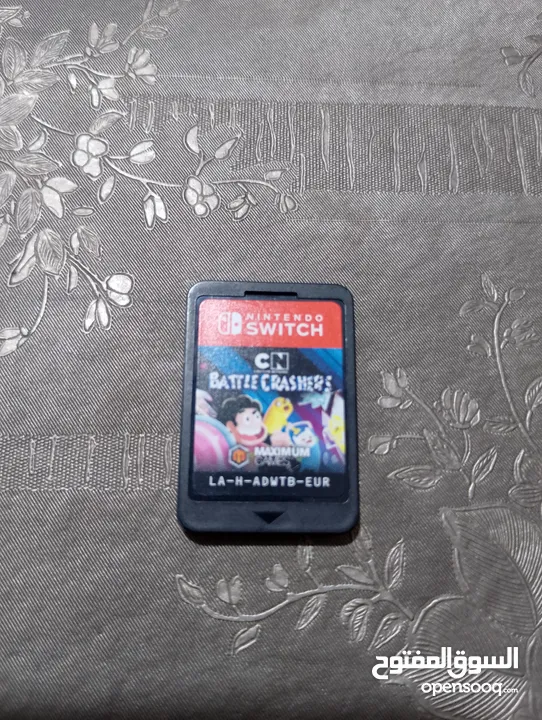 NINTENDO
SWITCH
CN
BATTLE CRASHERS
MAXIMUM
GAMES
LA-H-ADWTB-EUR
السوق المفتوح
opensooq.com